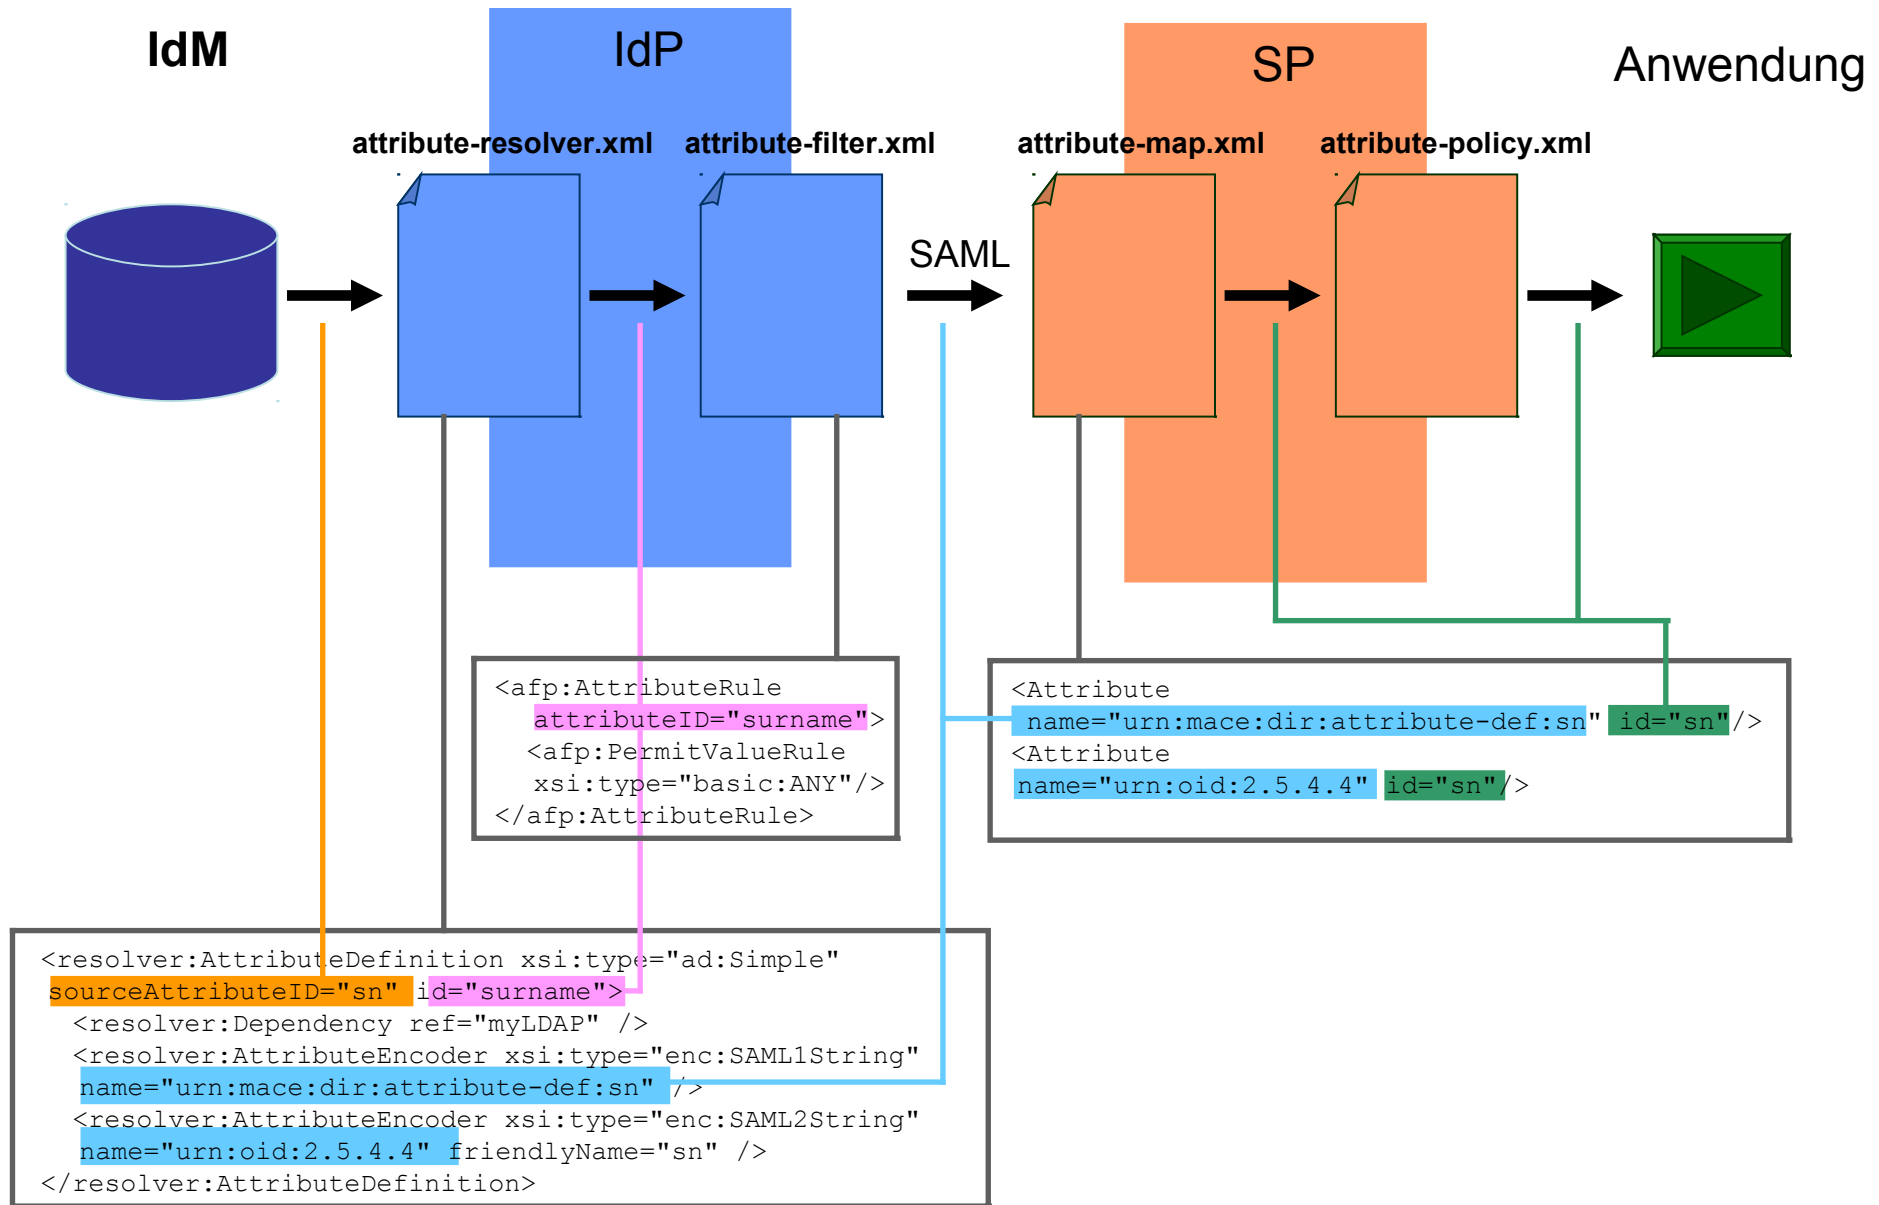 IdM
IdP
SP
Anwendung
attribute-resolver.xml
attribute-filter.xml
attribute-map.xml
attribute-policy.xml
SAML
<afp:AttributeRule
attributeID="surname">
<afp:PermitValueRule
xsi:type="basic:ANY"/>
</afp:AttributeRule>
<Attribute
name="urn:mace:dir:attribute-def:sn" id="sn"/>
<Attribute
name="urn:oid:2.5.4.4" id="sn"/>
<resolver:AttributeDefinition xsi:type="ad:Simple"
sourceAttributeID="sn" id="surname">
<resolver:Dependency ref="myLDAP" />
<resolver:AttributeEncoder xsi:type="enc:SAML1String"
name="urn:mace:dir:attribute-def:sn" />
<resolver:AttributeEncoder xsi:type="enc:SAML2String"
name="urn:oid:2.5.4.4" friendlyName="sn" />
</resolver:AttributeDefinition>